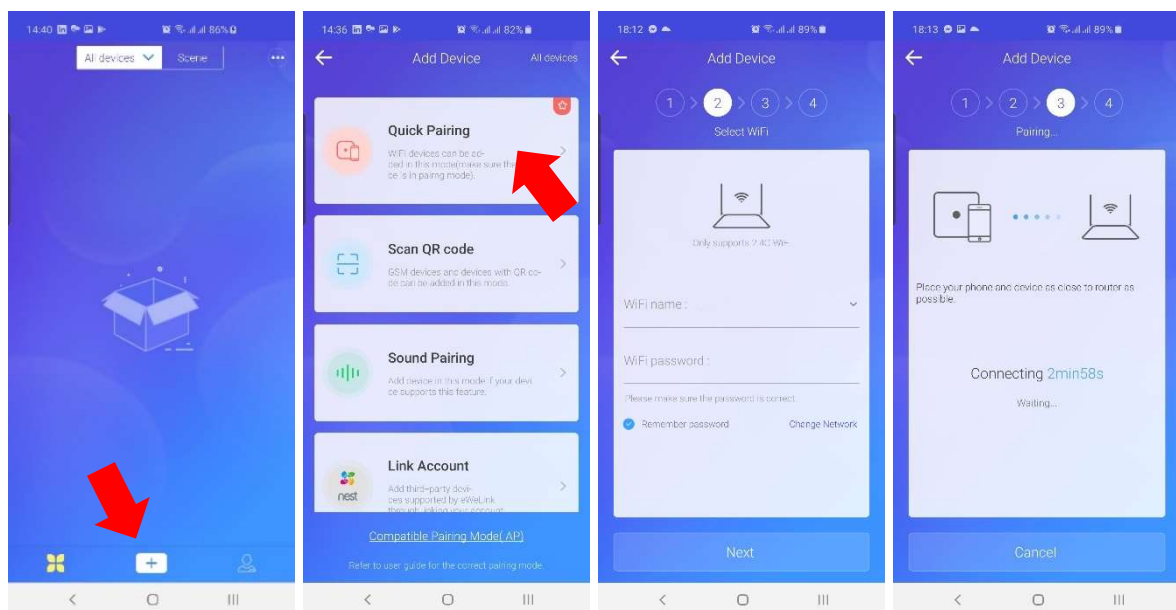 14:40 86%
All devices Scene
14:36 82%
Add Device All devices
Quick Pairing
WiFi devices can be ad-
ded in this mode(make sure the
ce is in pairng mode).
Scan QR code
GSM devices and devices with QR co-
de can be added in this mode.
Sound Pairing
Add device in this mode if your devi
ce supports this feature.
nest
Link Account
Add third-party devi-
ces supported by eWeLink
through linking your account
Compatible Pairing Mode( AP)
Refer to user guide for the correct pairing mode.
18:12 89%
Add Device
1 > 2 > 3 > 4
Select WiFi
Only supports 2.4G WiFi
WiFi name :
WiFi password :
Please make sure the password is correct.
Remember password Change Network
Next
18:13 89%
Add Device
1 > 2 > 3 > 4
Pairing...
Place your phone and device as close to router as
possible.
Connecting 2min58s
Waiting...
Cancel